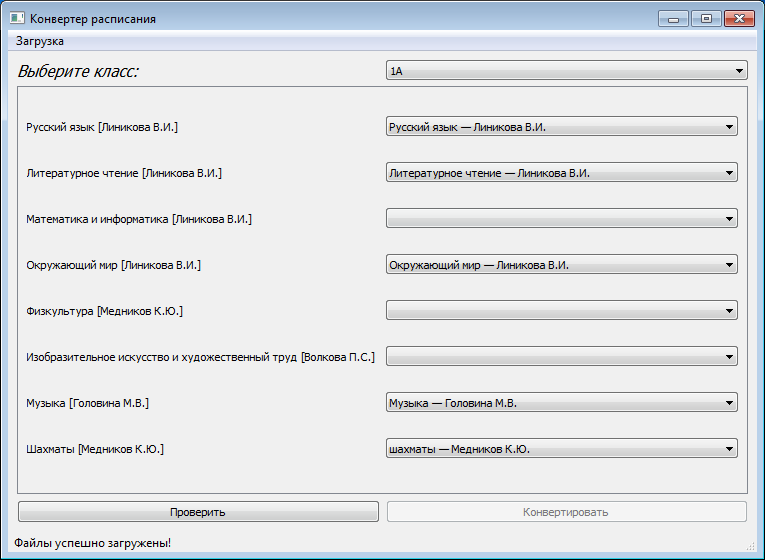 Конвертер расписания
Загрузка
Выберите класс: 1А
Русский язык [Линикова В.И.] Русский язык — Линикова В.И.
Литературное чтение [Линикова В.И.] Литературное чтение — Линикова В.И.
Математика и информатика [Линикова В.И.]
Окружающий мир [Линикова В.И.] Окружающий мир — Линикова В.И.
Физкультура [Медников К.Ю.]
Изобразительное искусство и художественный труд [Волкова П.С.]
Музыка [Головина М.В.] Музыка — Головина М.В.
Шахматы [Медников К.Ю.] шахматы — Медников К.Ю.
Проверить Конвертировать
Файлы успешно загружены!